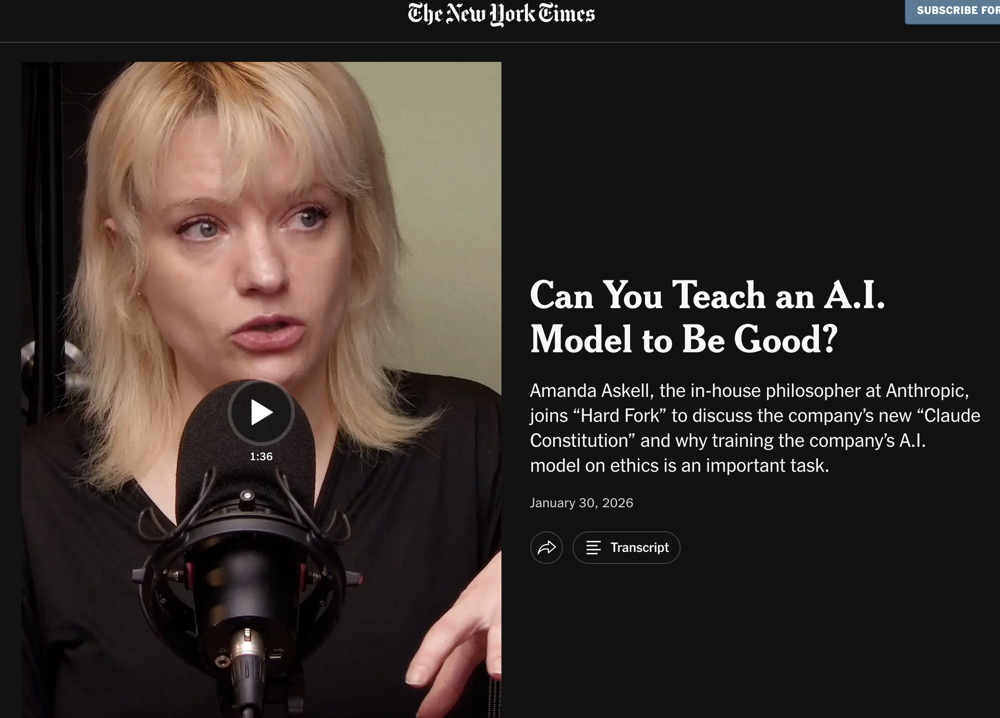 The New York Times
SUBSCRIBE FOR
1:36
Can You Teach an A.I.
Model to Be Good?
Amanda Askell, the in-house philosopher at Anthropic,
joins “Hard Fork” to discuss the company’s new “Claude
Constitution” and why training the company’s A.I.
model on ethics is an important task.
January 30, 2026
Transcript